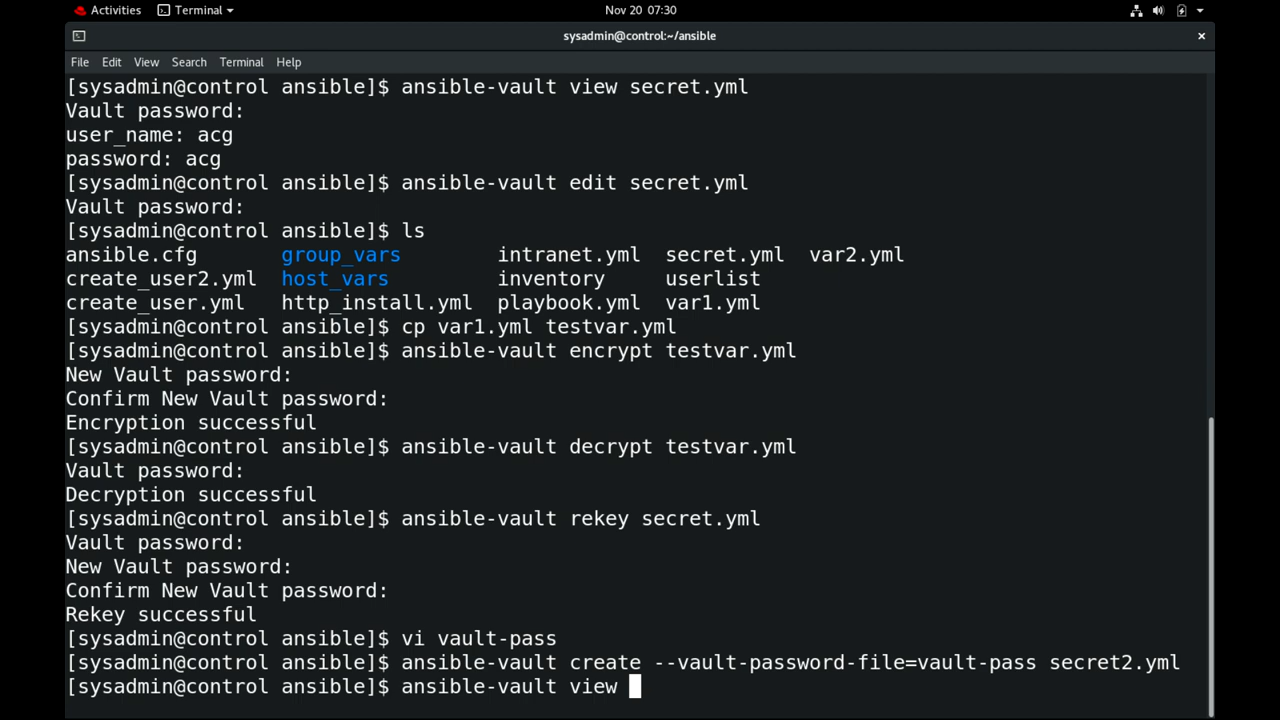 Activities Terminal Nov 20 07:30
sysadmin@control:~/ansible ×
File Edit View Search Terminal Help
[sysadmin@control ansible]$ ansible-vault view secret.yml
Vault password:
user_name: acg
password: acg
[sysadmin@control ansible]$ ansible-vault edit secret.yml
Vault password:
[sysadmin@control ansible]$ ls
ansible.cfg group_vars intranet.yml secret.yml var2.yml
create_user2.yml host_vars inventory userlist
create_user.yml http_install.yml playbook.yml var1.yml
[sysadmin@control ansible]$ cp var1.yml testvar.yml
[sysadmin@control ansible]$ ansible-vault encrypt testvar.yml
New Vault password:
Confirm New Vault password:
Encryption successful
[sysadmin@control ansible]$ ansible-vault decrypt testvar.yml
Vault password:
Decryption successful
[sysadmin@control ansible]$ ansible-vault rekey secret.yml
Vault password:
New Vault password:
Confirm New Vault password:
Rekey successful
[sysadmin@control ansible]$ vi vault-pass
[sysadmin@control ansible]$ ansible-vault create --vault-password-file=vault-pass secret2.yml
[sysadmin@control ansible]$ ansible-vault view